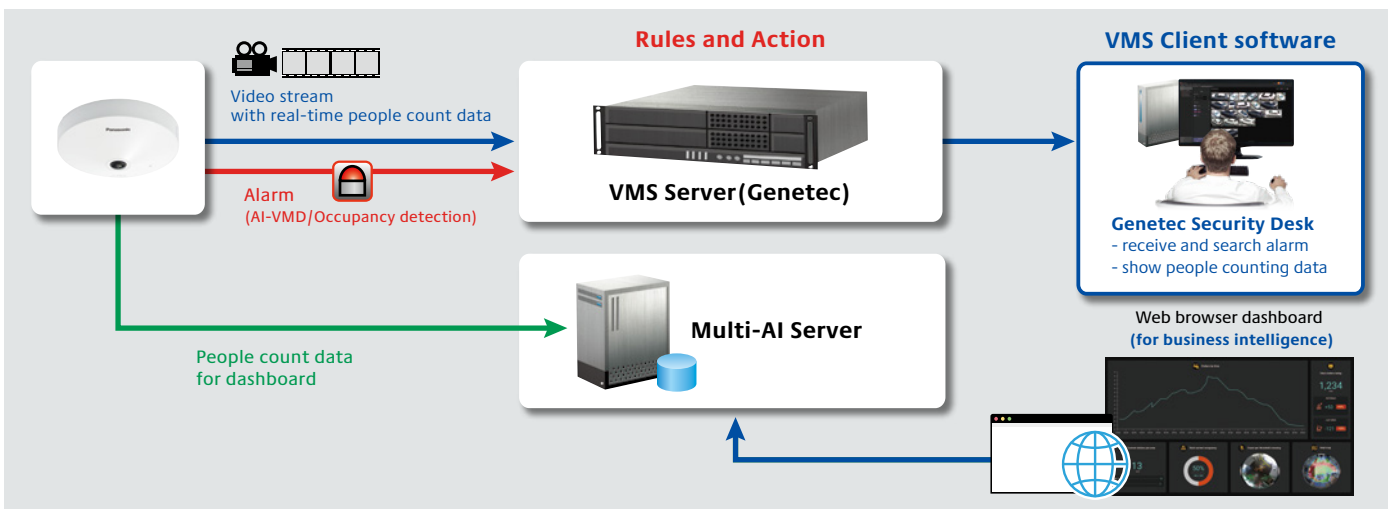 Rules and Action
VMS Client software
Panasonic
Video stream
with real-time people count data
Alarm
(AI-VMD/Occupancy detection)
VMS Server(Genetec)
Genetec Security Desk
- receive and search alarm
- show people counting data
People count data
for dashboard
Multi-AI Server
Web browser dashboard
(for business intelligence)
1,234
13
50%